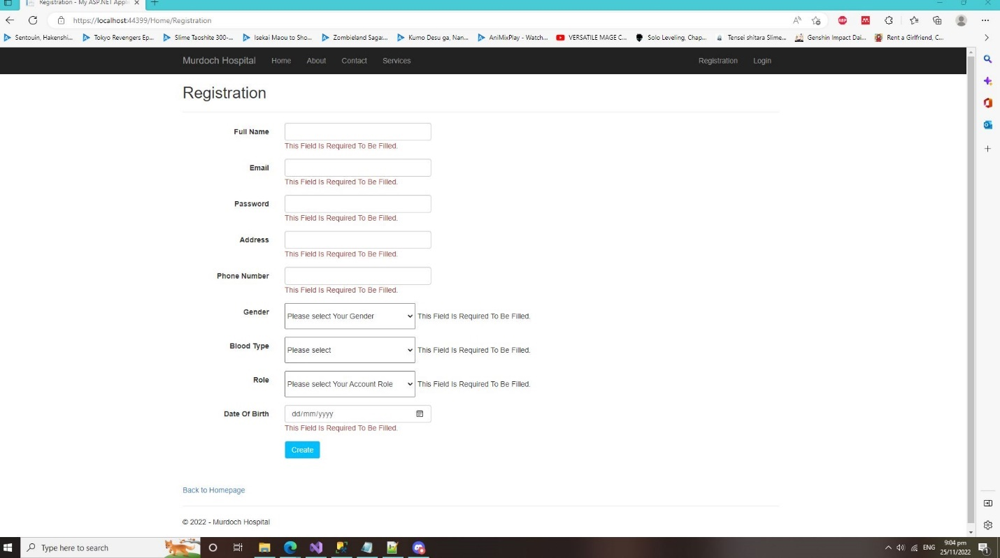 Registration - My ASP.NET Appli
https://localhost:44399/Home/Registration
Sentouin, Hakenshi... Tokyo Revengers Ep... Slime Taoshite 300-... Isekai Maou to Sho... Zombieland Saga:... Kumo Desu ga, Nan... AniMixPlay - Watch... VERSATILE MAGE C... Solo Leveling, Chap... Tensei shitara Slime... Genshin Impact Dai... Rent a Girlfriend, C...
Murdoch Hospital Home About Contact Services Registration Login
Registration
Full Name
This Field Is Required To Be Filled.
Email
This Field Is Required To Be Filled.
Password
This Field Is Required To Be Filled.
Address
This Field Is Required To Be Filled.
Phone Number
This Field Is Required To Be Filled.
Gender Please select Your Gender This Field Is Required To Be Filled.
Blood Type Please select This Field Is Required To Be Filled.
Role Please select Your Account Role This Field Is Required To Be Filled.
Date Of Birth dd/mm/yyyy
This Field Is Required To Be Filled.
Create
Back to Homepage
© 2022 - Murdoch Hospital
Type here to search
ENG
9:04 pm
25/11/2022
1